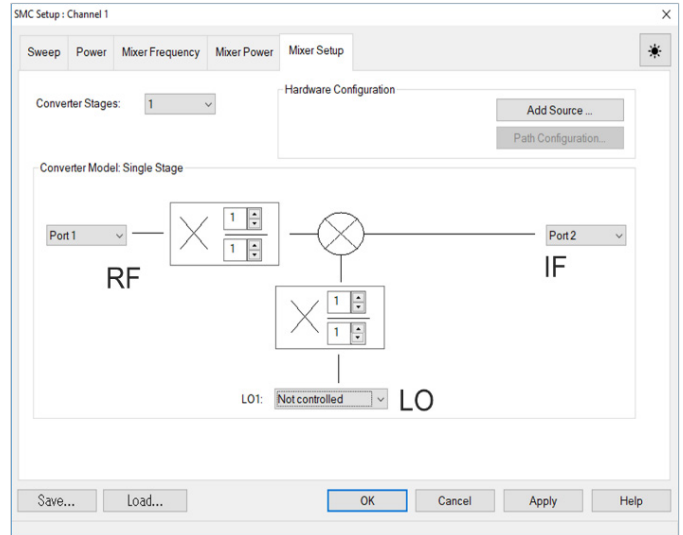 SMC Setup : Channel 1
Sweep Power Mixer Frequency Mixer Power Mixer Setup
Hardware Configuration
Converter Stages: 1
Add Source ...
Path Configuration...
Converter Model: Single Stage
1
Port 1 Port 2
1
RF IF
1
1
LO1: Not controlled LO
Save... Load... OK Cancel Apply Help